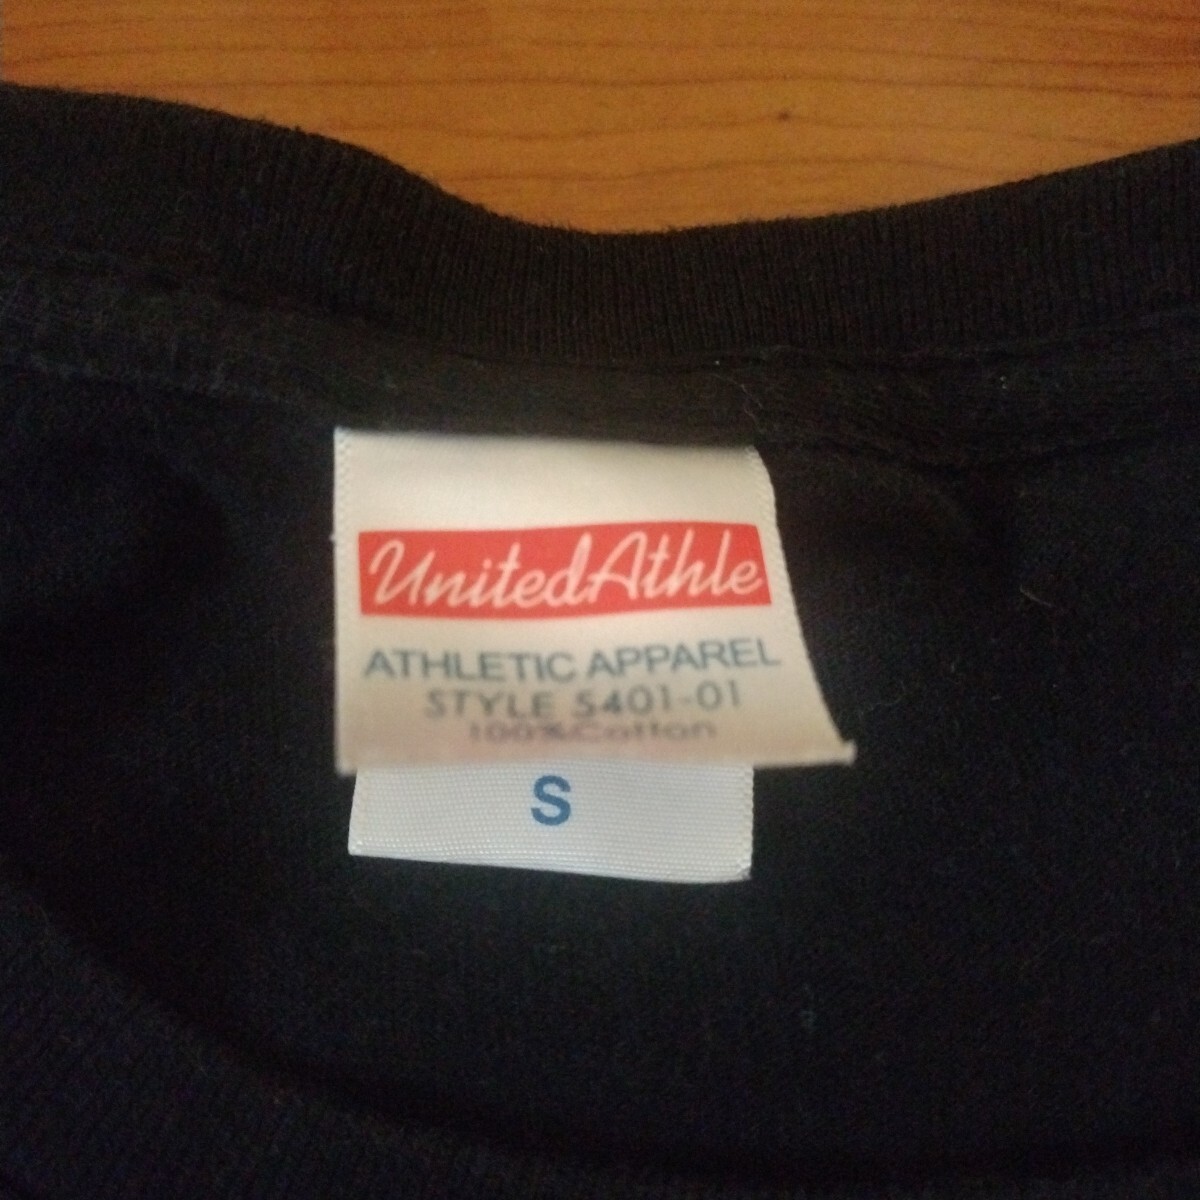 UnitedAthle
ATHLETIC APPAREL
STYLE 5401-01
100%Cotton
S